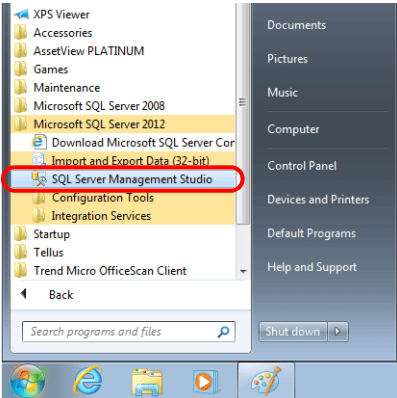 XPS Viewer
Accessories
AssetView PLATINUM
Games
Maintenance
Microsoft SQL Server 2008
Microsoft SQL Server 2012
Download Microsoft SQL Server Cor
Import and Export Data (32-bit)
SQL Server Management Studio
Configuration Tools
Integration Services
Startup
Tellus
Trend Micro OfficeScan Client
Back
Search programs and files
Documents
Pictures
Music
Computer
Control Panel
Devices and Printers
Default Programs
Help and Support
Shut down